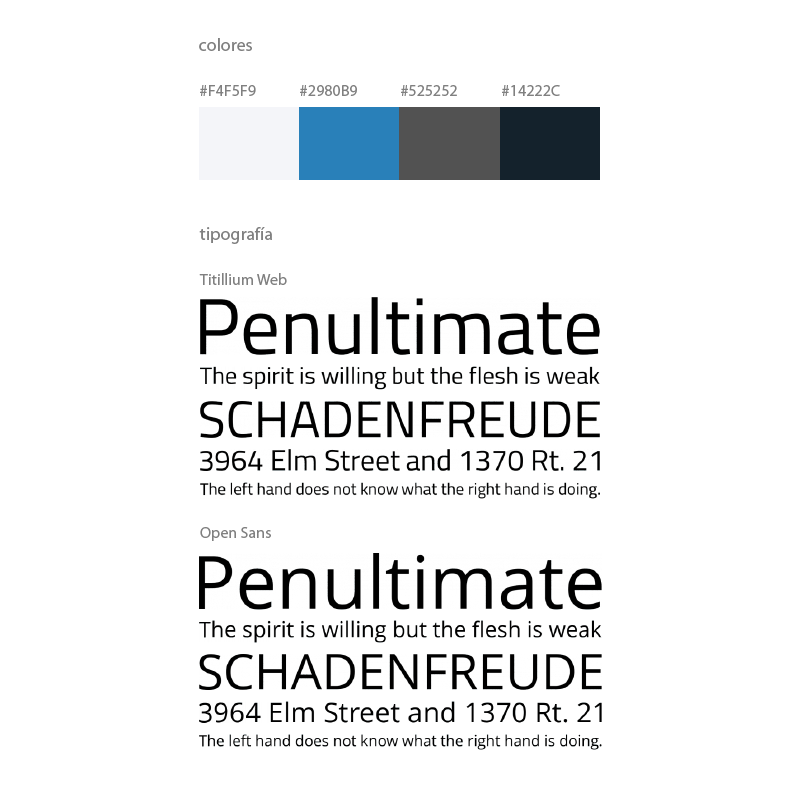 colores
#F4F5F9 #2980B9 #525252 #14222C
tipografía
Titillium Web
Penultimate
The spirit is willing but the flesh is weak
SCHADENFREUDE
3964 Elm Street and 1370 Rt. 21
The left hand does not know what the right hand is doing.
Open Sans
Penultimate
The spirit is willing but the flesh is weak
SCHADENFREUDE
3964 Elm Street and 1370 Rt. 21
The left hand does not know what the right hand is doing.